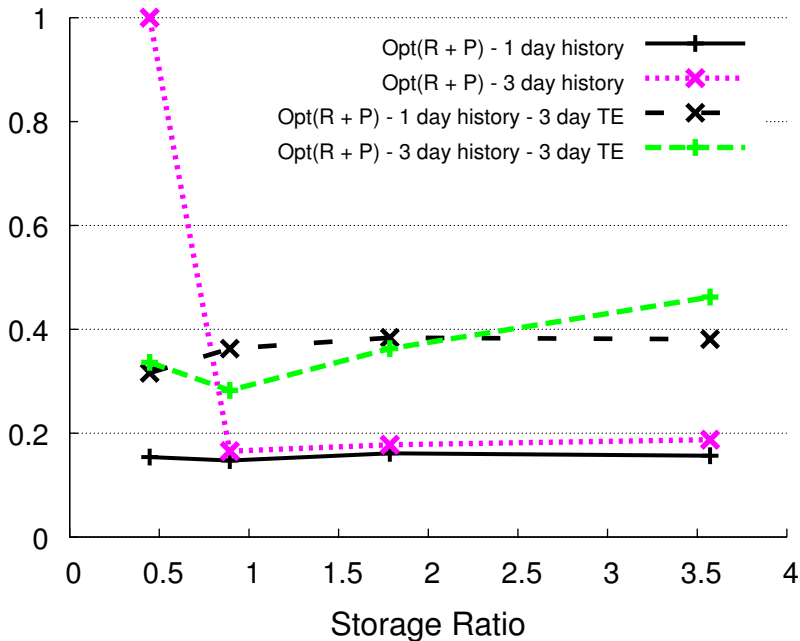 1
Opt(R + P) - 1 day history
Opt(R + P) - 3 day history
0.8
Opt(R + P) - 1 day history - 3 day TE
Opt(R + P) - 3 day history - 3 day TE
0.6
0.4
0.2
0
0 0.5 1 1.5 2 2.5 3 3.5 4
Storage Ratio